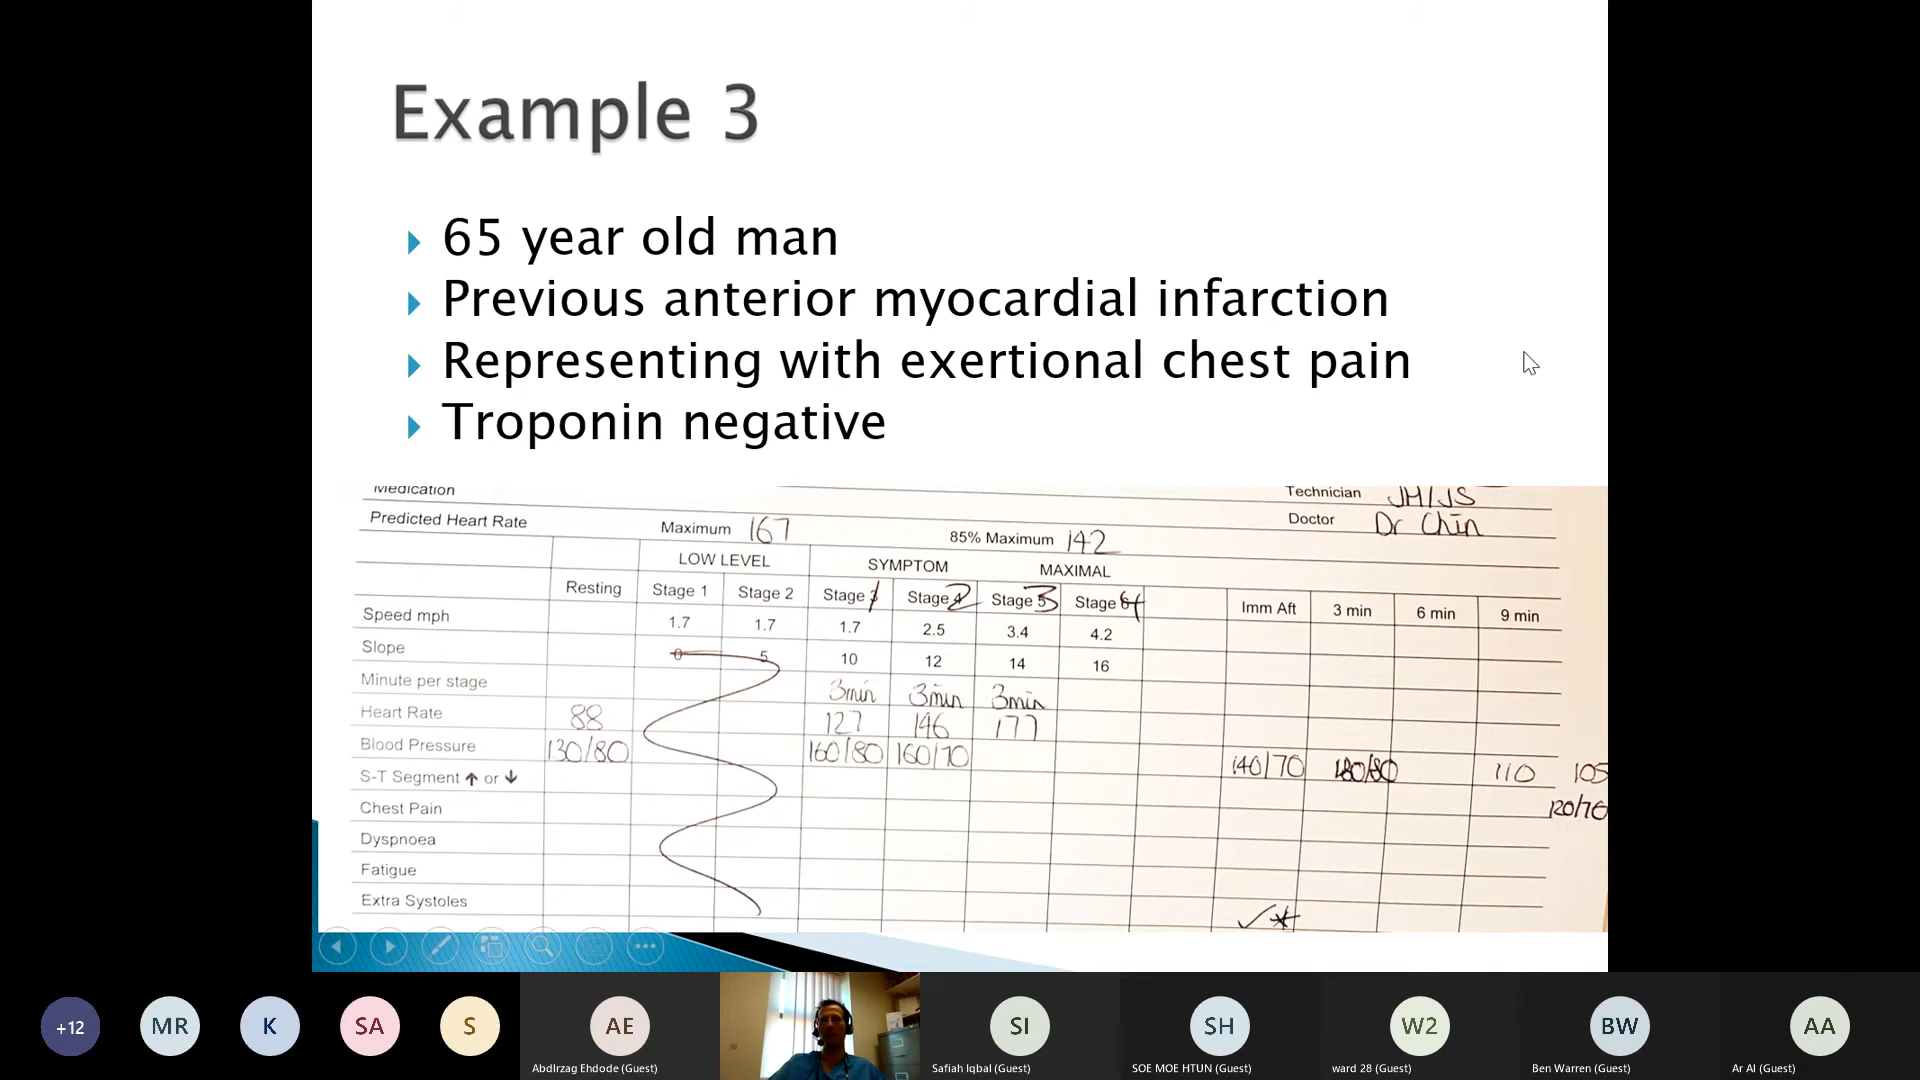 Example 3
65 year old man
Previous anterior myocardial infarction
Representing with exertional chest pain
Troponin negative
Medication Technician JH/JS
Predicted Heart Rate Maximum 167 85% Maximum 142 Doctor Dr Chin
LOW LEVEL SYMPTOM MAXIMAL
Resting Stage 1 Stage 2 Stage 1 Stage 2 Stage 3 Stage 4 Imm Aft 3 min 6 min 9 min
Speed mph 1.7 1.7 1.7 2.5 3.4 4.2
Slope 0 5 10 12 14 16
Minute per stage 3min 3min 3min
Heart Rate 88 127 146 177
Blood Pressure 130/80 160/80 160/70 140/70 110 105
S-T Segment ↑ or ↓
120/70
Chest Pain
Dyspnoea
Fatigue
Extra Systoles ✓*
+12 MR K SA S AE SI SH W2 BW AA
Abdlrzag Ehdode (Guest) Safiah Iqbal (Guest) SOE MOE HTUN (Guest) ward 28 (Guest) Ben Warren (Guest) Ar Al (Guest)